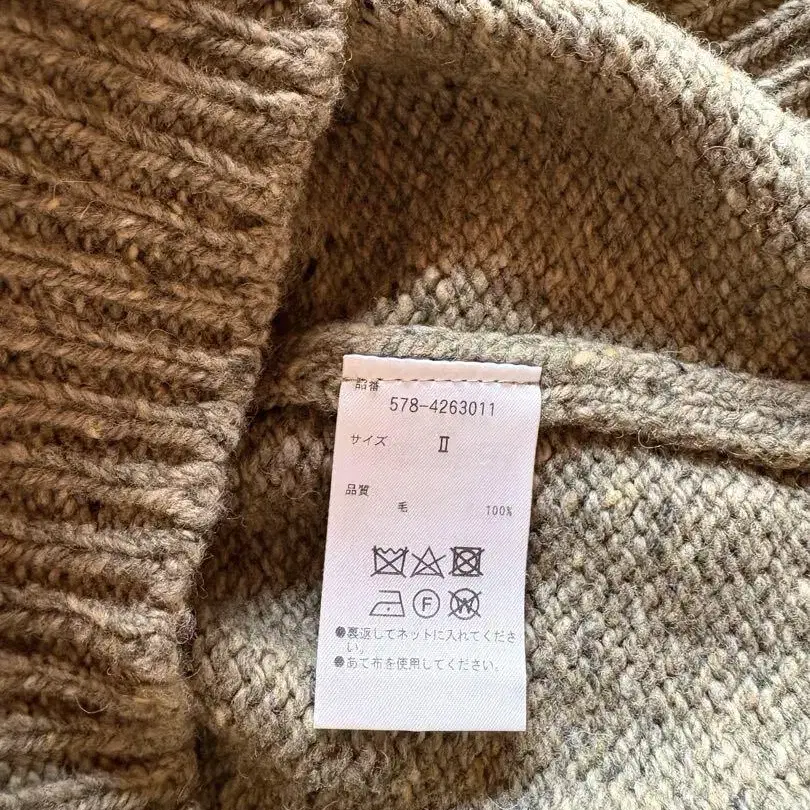 品番
578-4263011
サイズ Ⅱ
品質
毛 100%
F
W
●裏返してネットに入れてくださ
い。
●あて布を使用してください。